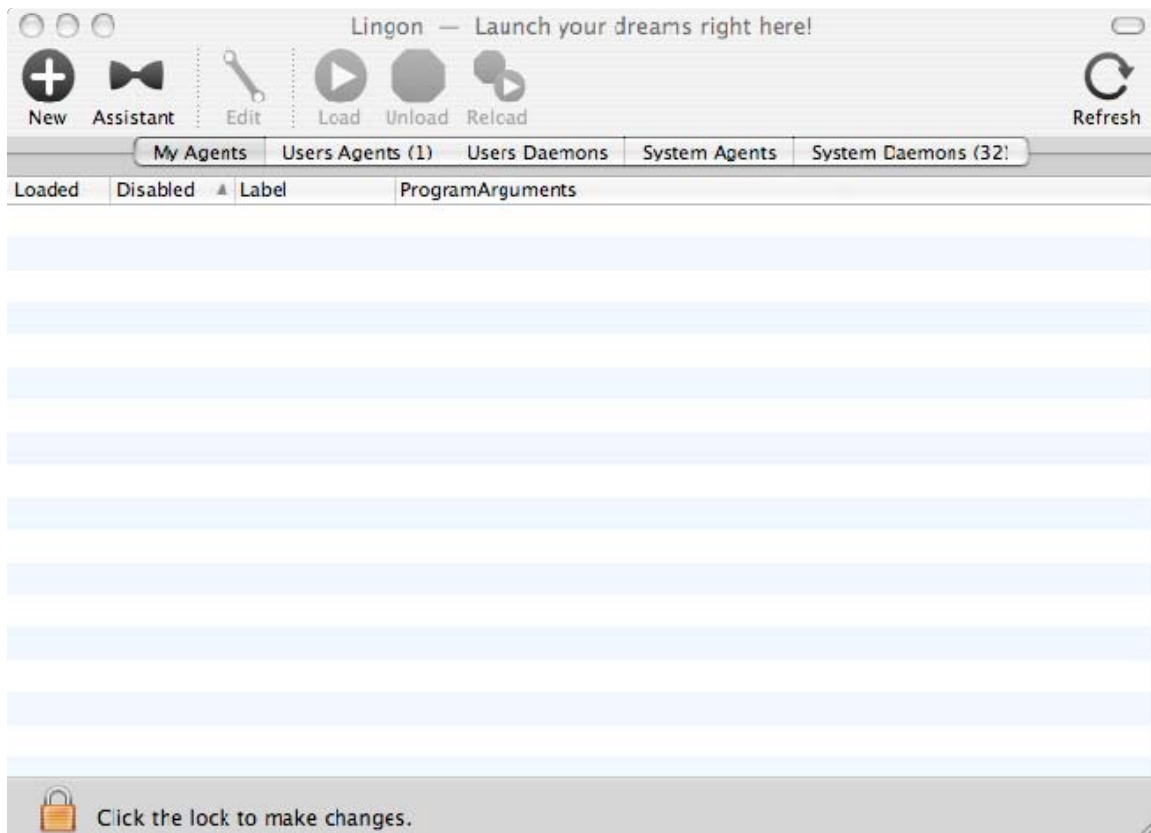 Lingon — Launch your dreams right here!
New Assistant Edit Load Unload Reload Refresh
My Agents Users Agents (1) Users Daemons System Agents System Daemons (32)
Loaded Disabled Label ProgramArguments
Click the lock to make changes.